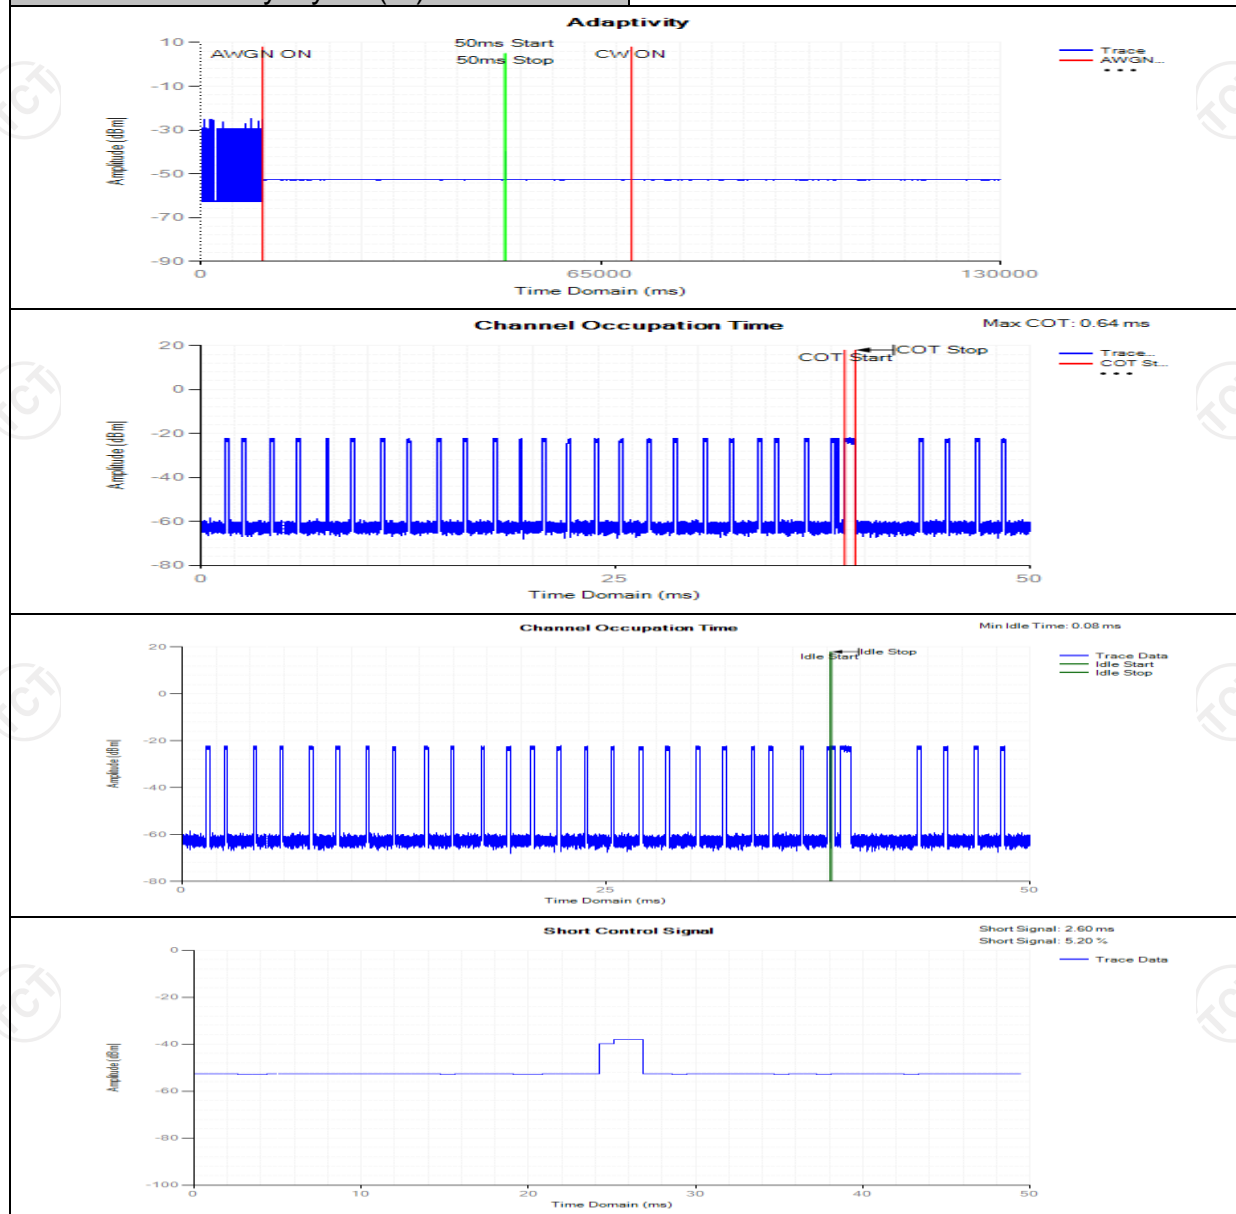 Adaptivity
10
-10
-30
-50
-70
-90
Amplitude (dBm)
AWGN ON
50ms Start
50ms Stop
CW ON
Trace
AWGN...
0
65000
130000
Time Domain (ms)
Channel Occupation Time
Max COT: 0.64 ms
20
0
-20
-40
-60
-80
Amplitude (dBm)
COT Start
COT Stop
Trace...
COT St...
0
25
50
Time Domain (ms)
Channel Occupation Time
Min Idle Time: 0.08 ms
20
0
-20
-40
-60
-80
Amplitude (dBm)
Idle Start
Idle Stop
Trace Data
Idle Start
Idle Stop
0
25
50
Time Domain (ms)
Short Control Signal
Short Signal: 2.60 ms
Short Signal: 5.20 %
0
-20
-40
-60
-80
-100
Amplitude (dBm)
Trace Data
0
10
20
30
40
50
Time Domain (ms)
TCT
TCT
TCT
TCT